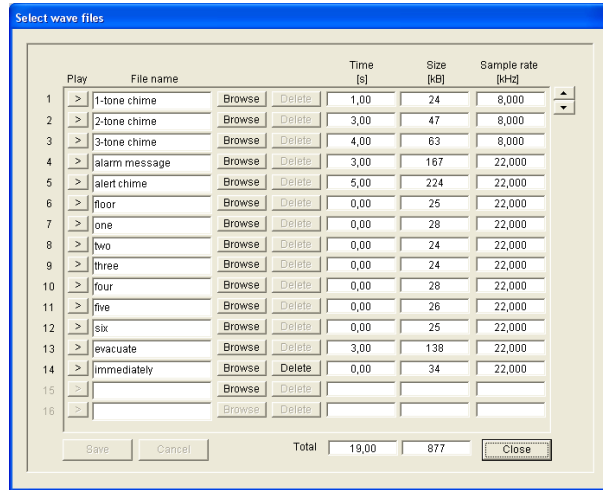 Select wave files
Time Size Sample rate
Play File name [s] [kB] [kHz]
1 > 1-tone chime Browse Delete 1,00 24 8,000
2 > 2-tone chime Browse Delete 3,00 47 8,000
3 > 3-tone chime Browse Delete 4,00 63 8,000
4 > alarm message Browse Delete 3,00 167 22,000
5 > alert chime Browse Delete 5,00 224 22,000
6 > floor Browse Delete 0,00 25 22,000
7 > one Browse Delete 0,00 28 22,000
8 > two Browse Delete 0,00 24 22,000
9 > three Browse Delete 0,00 24 22,000
10 > four Browse Delete 0,00 28 22,000
11 > five Browse Delete 0,00 26 22,000
12 > six Browse Delete 0,00 25 22,000
13 > evacuate Browse Delete 3,00 138 22,000
14 > immediately Browse Delete 0,00 34 22,000
15 > Browse Delete
16 > Browse Delete
Save Cancel Total 19,00 877 Close